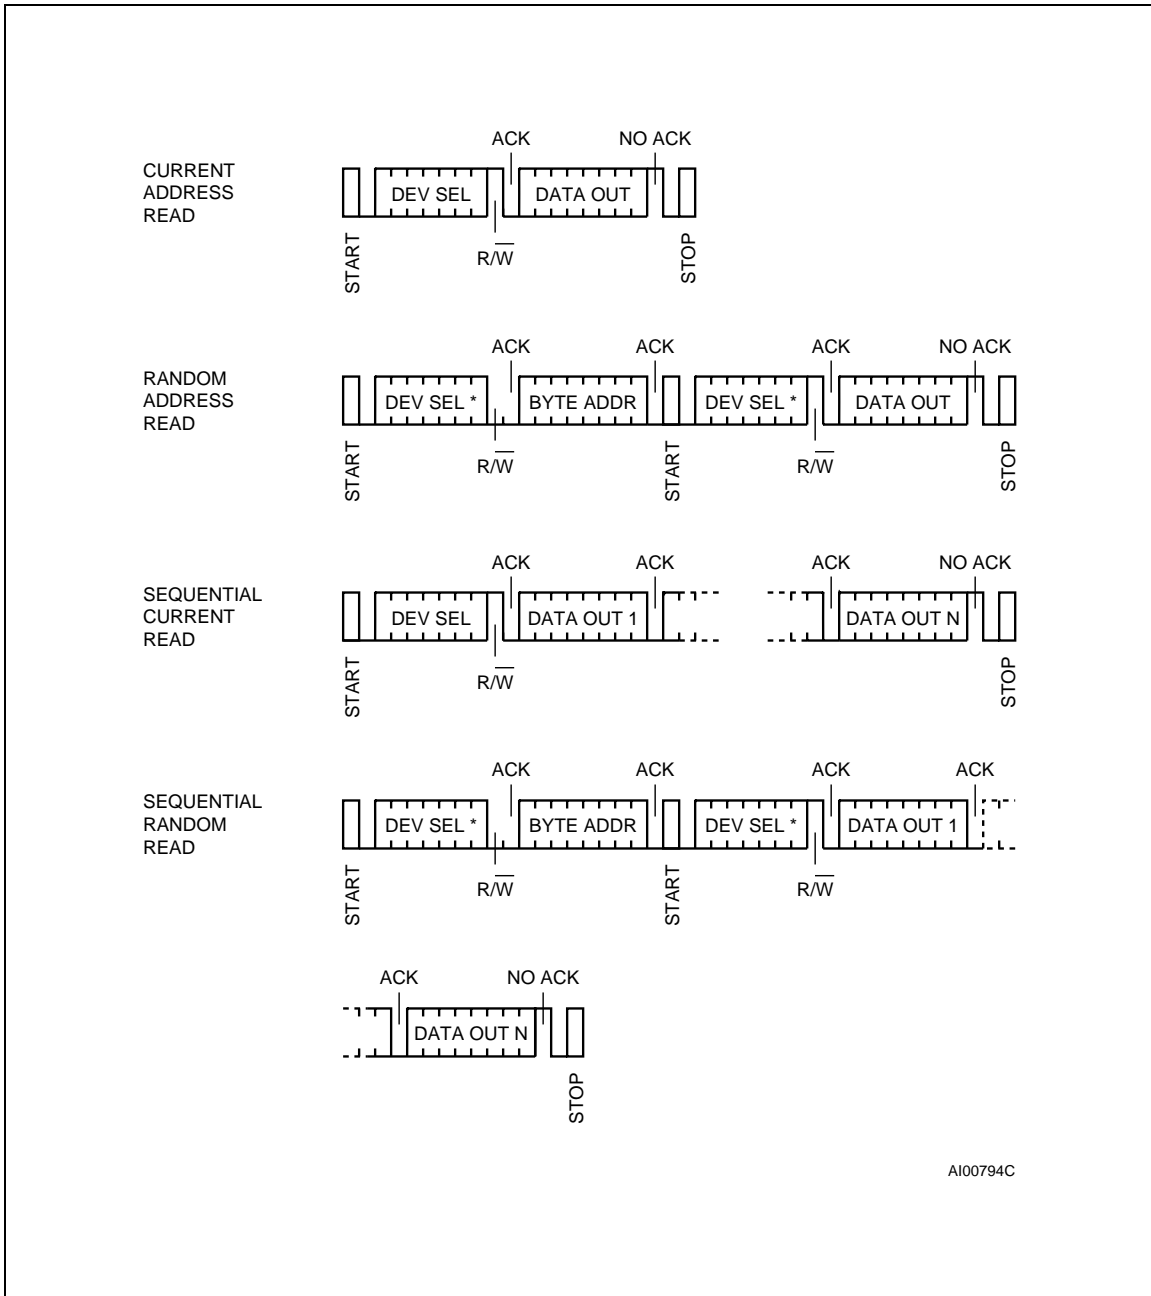 ACK NO ACK
CURRENT
ADDRESS
READ
DEV SEL DATA OUT
START R/W̅ STOP
ACK ACK ACK NO ACK
RANDOM
ADDRESS
READ
DEV SEL * BYTE ADDR DEV SEL * DATA OUT
START R/W̅ START R/W̅ STOP
ACK ACK ACK NO ACK
SEQUENTIAL
CURRENT
READ
DEV SEL DATA OUT 1 DATA OUT N
START R/W̅ STOP
ACK ACK ACK ACK
SEQUENTIAL
RANDOM
READ
DEV SEL * BYTE ADDR DEV SEL * DATA OUT 1
START R/W̅ START R/W̅
ACK NO ACK
DATA OUT N
STOP
AI00794C